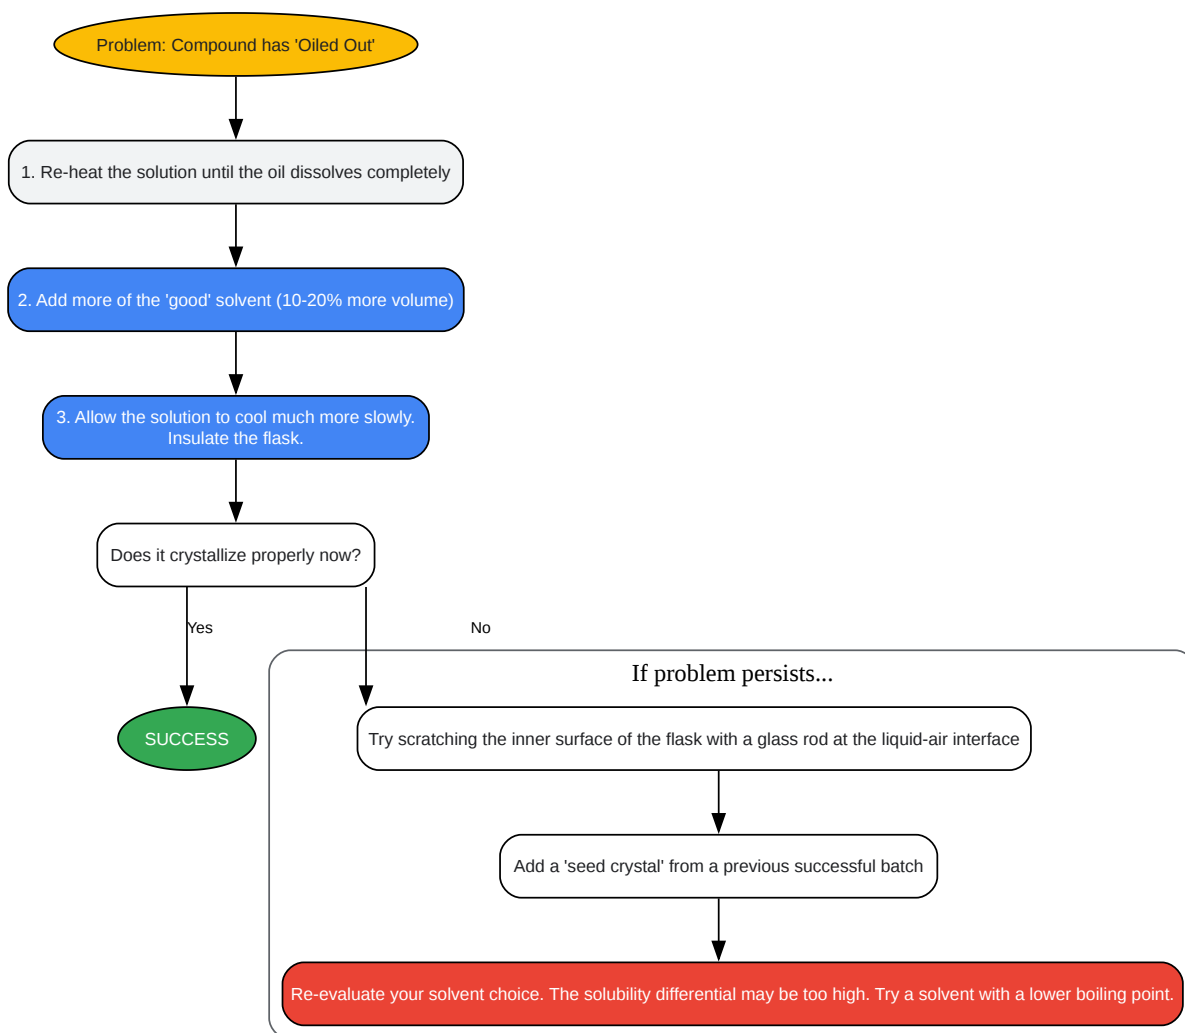 Problem: Compound has 'Oiled Out'
1. Re-heat the solution until the oil dissolves completely
2. Add more of the 'good' solvent (10-20% more volume)
3. Allow the solution to cool much more slowly.
Insulate the flask.
Does it crystallize properly now?
Yes
No
If problem persists...
SUCCESS
Try scratching the inner surface of the flask with a glass rod at the liquid-air interface
Add a 'seed crystal' from a previous successful batch
Re-evaluate your solvent choice. The solubility differential may be too high. Try a solvent with a lower boiling point.